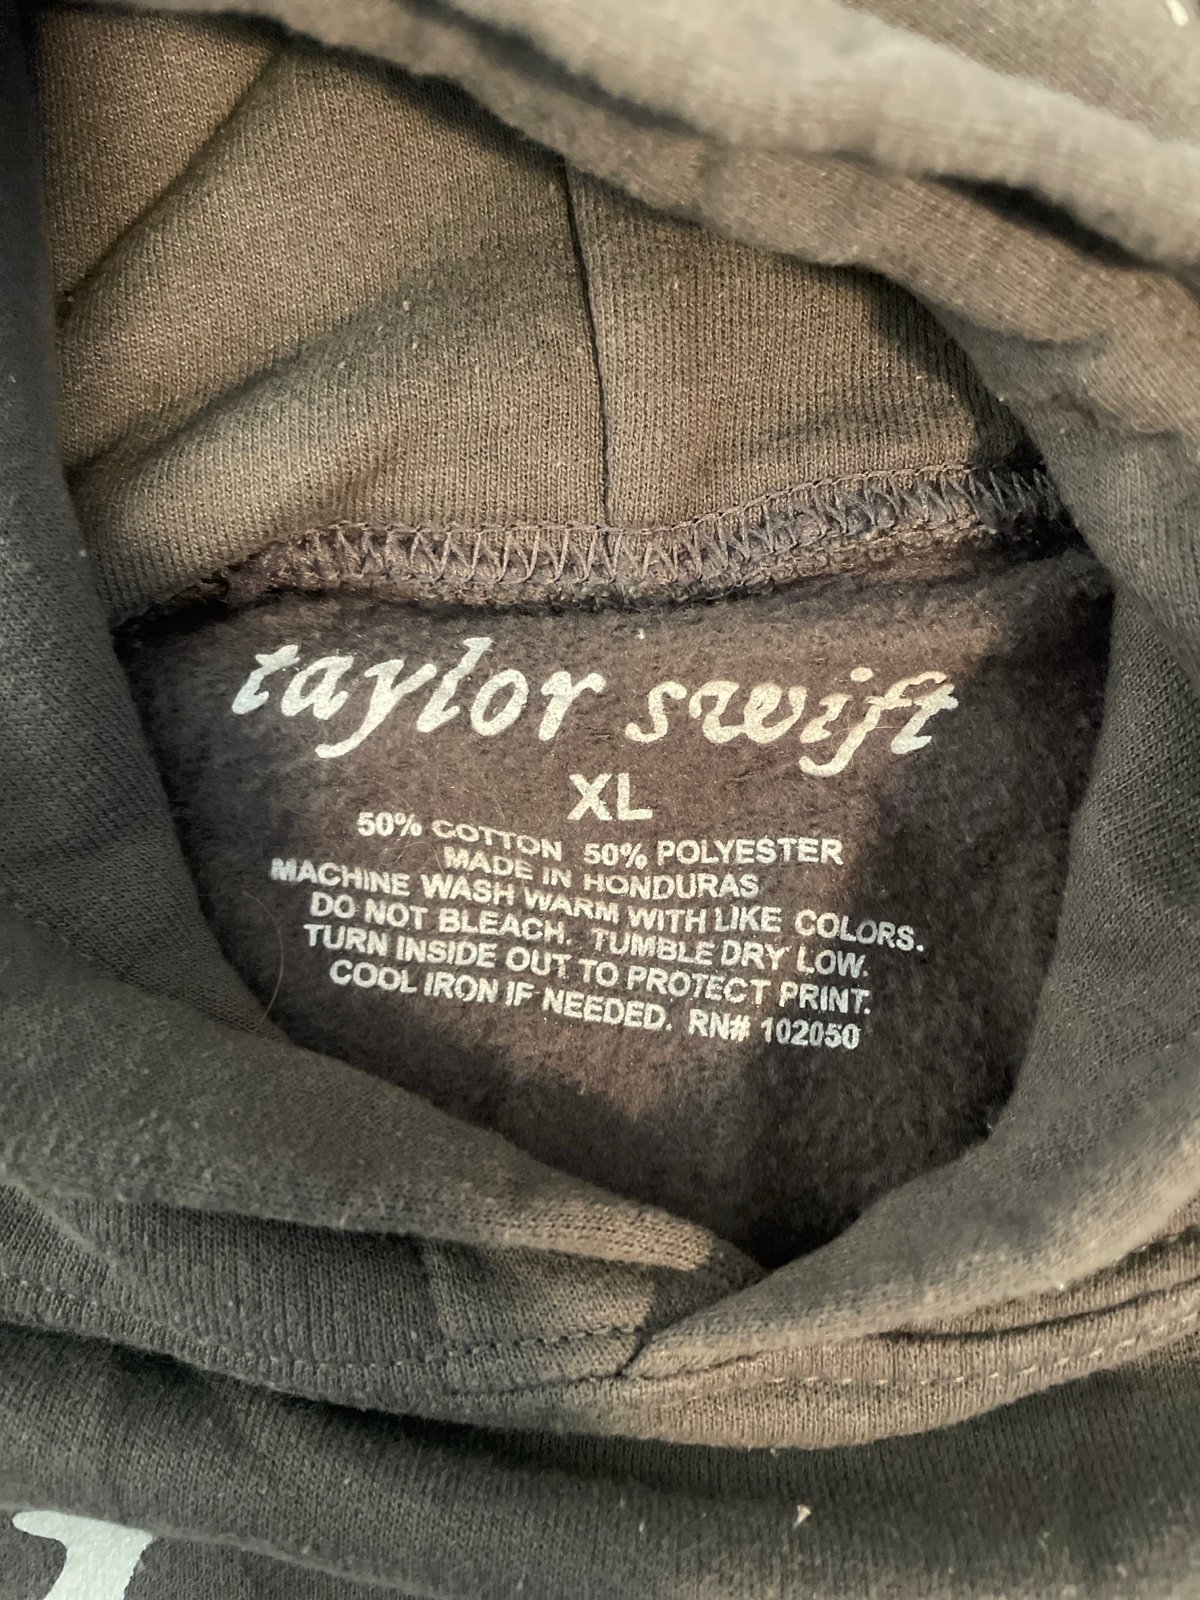 taylor swift
XL
50% COTTON 50% POLYESTER
MADE IN HONDURAS
MACHINE WASH WARM WITH LIKE COLORS.
DO NOT BLEACH. TUMBLE DRY LOW.
TURN INSIDE OUT TO PROTECT PRINT.
COOL IRON IF NEEDED. RN# 102050